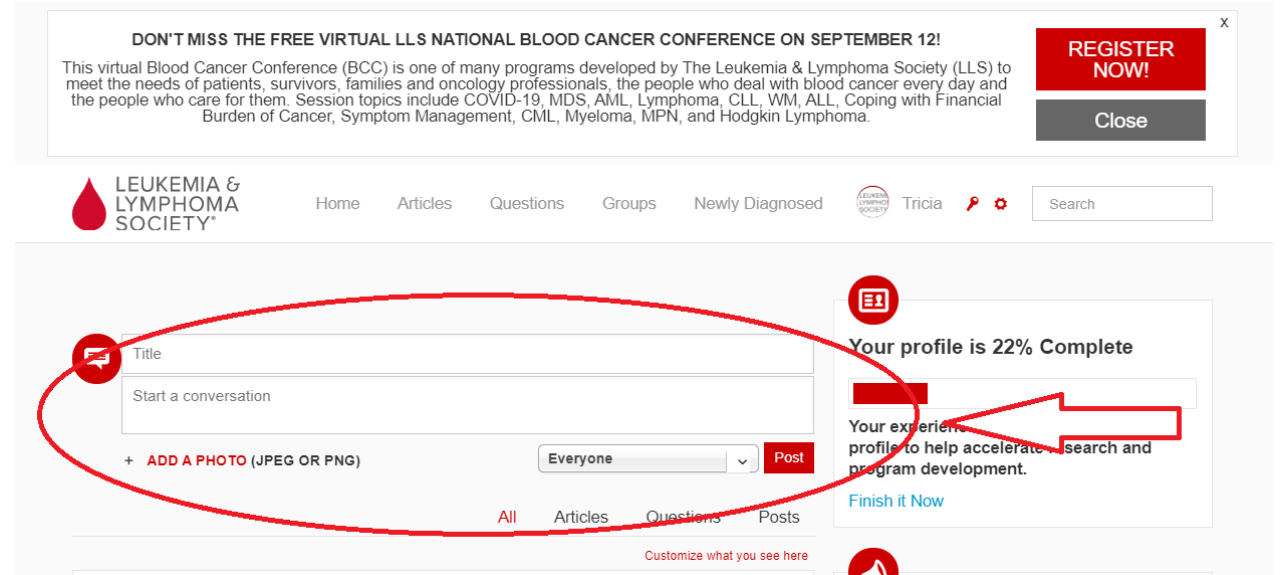 DON'T MISS THE FREE VIRTUAL LLS NATIONAL BLOOD CANCER CONFERENCE ON SEPTEMBER 12!
This virtual Blood Cancer Conference (BCC) is one of many programs developed by The Leukemia & Lymphoma Society (LLS) to
meet the needs of patients, survivors, families and oncology professionals, the people who deal with blood cancer every day and
the people who care for them. Session topics include COVID-19, MDS, AML, Lymphoma, CLL, WM, ALL, Coping with Financial
Burden of Cancer, Symptom Management, CML, Myeloma, MPN, and Hodgkin Lymphoma.
x
REGISTER
NOW!
Close
LEUKEMIA &
LYMPHOMA
SOCIETY®
Home Articles Questions Groups Newly Diagnosed
Tricia
Search
Title
Start a conversation
+ ADD A PHOTO (JPEG OR PNG)
Everyone
Post
All Articles Questions Posts
Customize what you see here
Your profile is 22% Complete
Your
profile to help accelerate research and
program development.
Finish it Now